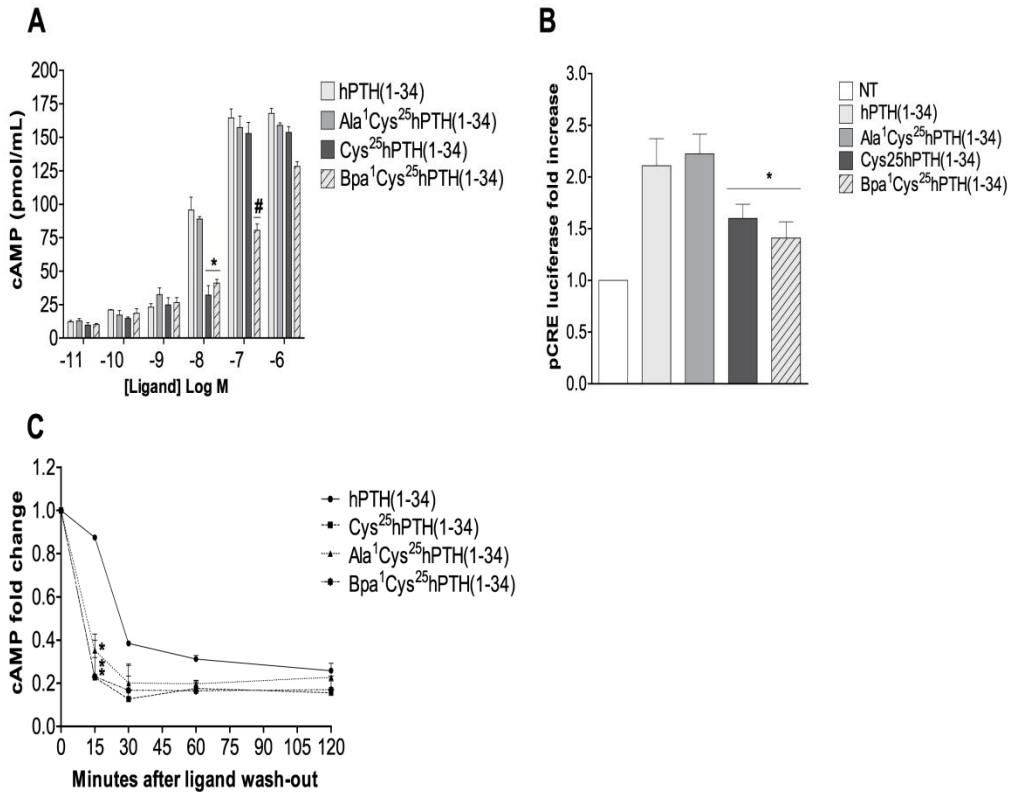 A
cAMP (pmol/mL)
200
175
150
125
100
75
50
25
0
*
#
-11 -10 -9 -8 -7 -6
[Ligand] Log M
hPTH(1-34)
Ala¹Cys²⁵hPTH(1-34)
Cys²⁵hPTH(1-34)
Bpa¹Cys²⁵hPTH(1-34)
B
pCRE luciferase fold increase
3.0
2.5
2.0
1.5
1.0
0.5
0.0
*
NT
hPTH(1-34)
Ala¹Cys²⁵hPTH(1-34)
Cys25hPTH(1-34)
Bpa¹Cys²⁵hPTH(1-34)
C
cAMP fold change
1.2
1.0
0.8
0.6
0.4
0.2
0.0
*
*
*
0 15 30 45 60 75 90 105 120
Minutes after ligand wash-out
hPTH(1-34)
Cys²⁵hPTH(1-34)
Ala¹Cys²⁵hPTH(1-34)
Bpa¹Cys²⁵hPTH(1-34)